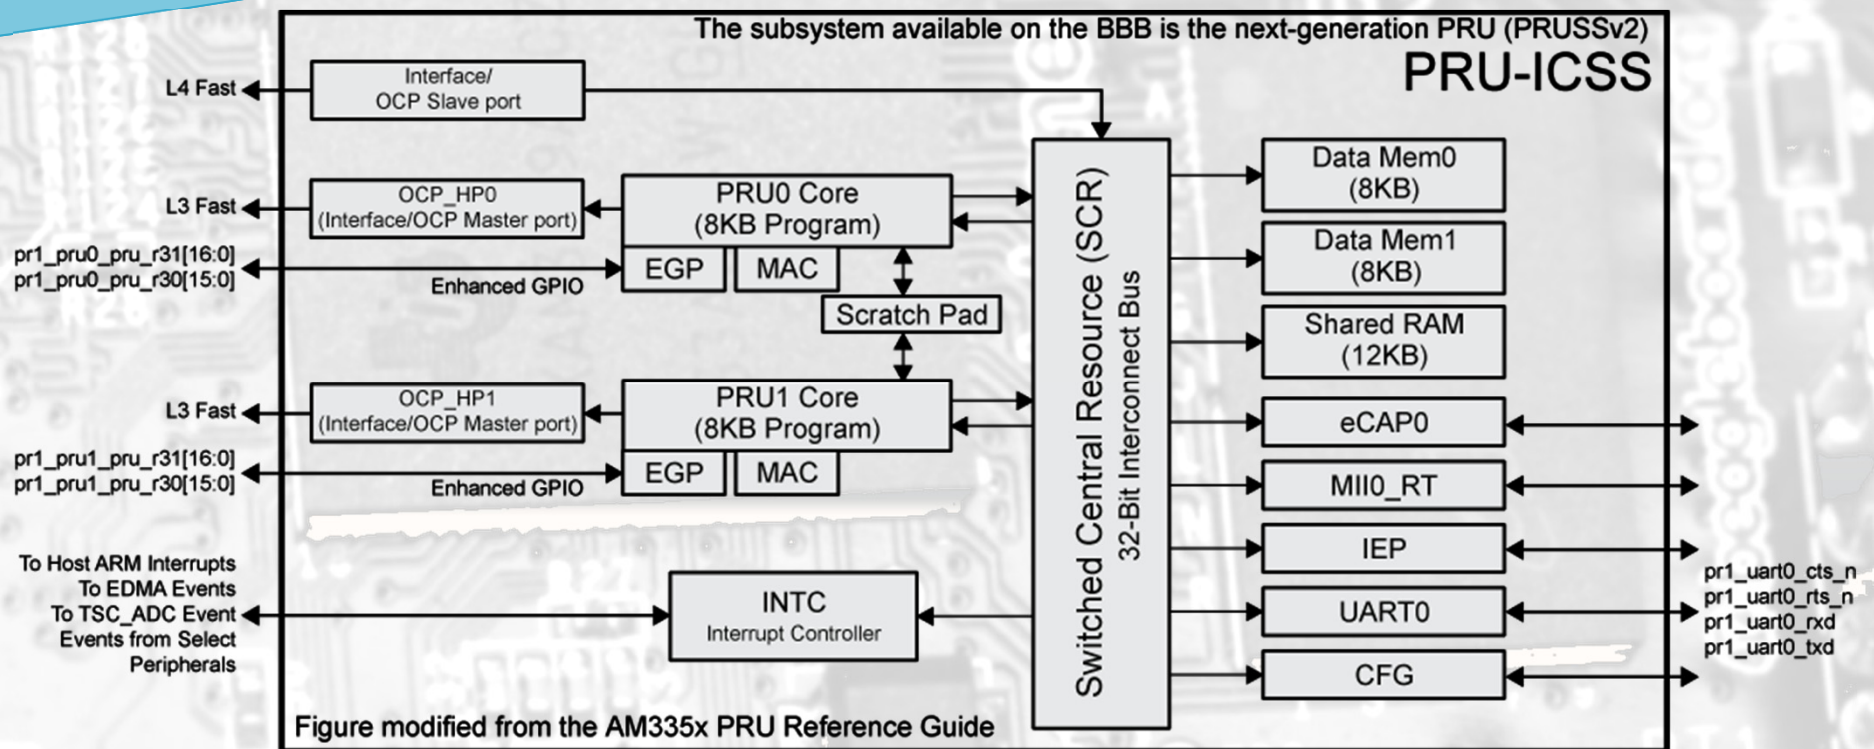 The subsystem available on the BBB is the next-generation PRU (PRUSSv2)
PRU-ICSS
L4 Fast
Interface/
OCP Slave port
L3 Fast
OCP_HP0
(Interface/OCP Master port)
PRU0 Core
(8KB Program)
pr1_pru0_pru_r31[16:0]
pr1_pru0_pru_r30[15:0]
Enhanced GPIO
EGP
MAC
Scratch Pad
L3 Fast
OCP_HP1
(Interface/OCP Master port)
PRU1 Core
(8KB Program)
pr1_pru1_pru_r31[16:0]
pr1_pru1_pru_r30[15:0]
Enhanced GPIO
EGP
MAC
To Host ARM Interrupts
To EDMA Events
To TSC_ADC Event
Events from Select
Peripherals
INTC
Interrupt Controller
Switched Central Resource (SCR)
32-Bit Interconnect Bus
Data Mem0
(8KB)
Data Mem1
(8KB)
Shared RAM
(12KB)
eCAP0
MII0_RT
IEP
UART0
CFG
pr1_uart0_cts_n
pr1_uart0_rts_n
pr1_uart0_rxd
pr1_uart0_txd
Figure modified from the AM335x PRU Reference Guide